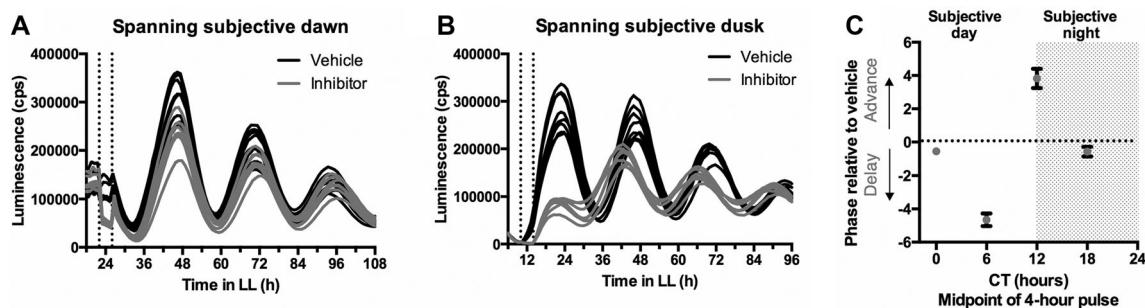 A
Spanning subjective dawn
400000
300000
200000
100000
0
Luminescence (cps)
Vehicle
Inhibitor
24
36
48
60
72
84
96
108
Time in LL (h)
B
Spanning subjective dusk
400000
300000
200000
100000
0
Luminescence (cps)
Vehicle
Inhibitor
12
24
36
48
60
72
84
96
Time in LL (h)
C
Subjective
day
Subjective
night
Phase relative to vehicle
Delay
Advance
6
4
2
0
-2
-4
-6
0
6
12
18
24
CT (hours)
Midpoint of 4-hour pulse